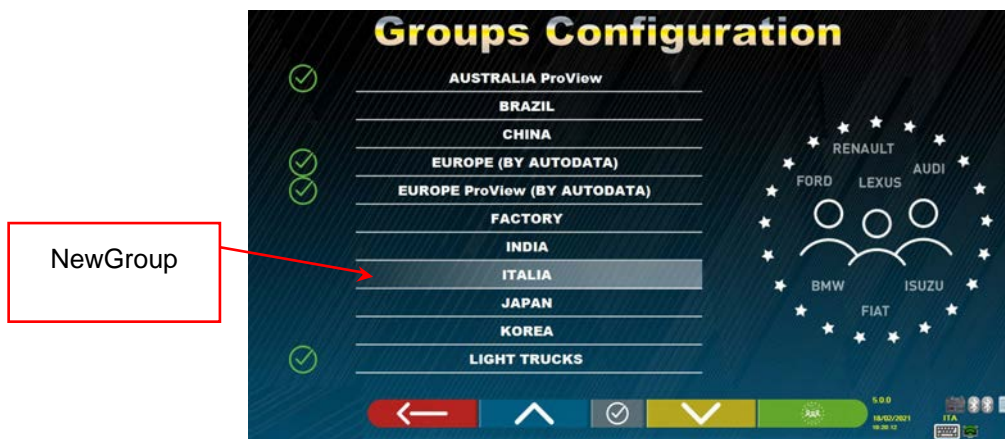 Groups Configuration
AUSTRALIA ProView
BRAZIL
CHINA
EUROPE (BY AUTODATA)
EUROPE ProView (BY AUTODATA)
FACTORY
INDIA
ITALIA
JAPAN
KOREA
LIGHT TRUCKS
NewGroup
RENAULT
AUDI
FORD LEXUS
BMW ISUZU
FIAT
5.0.0
18/02/2021
ITA